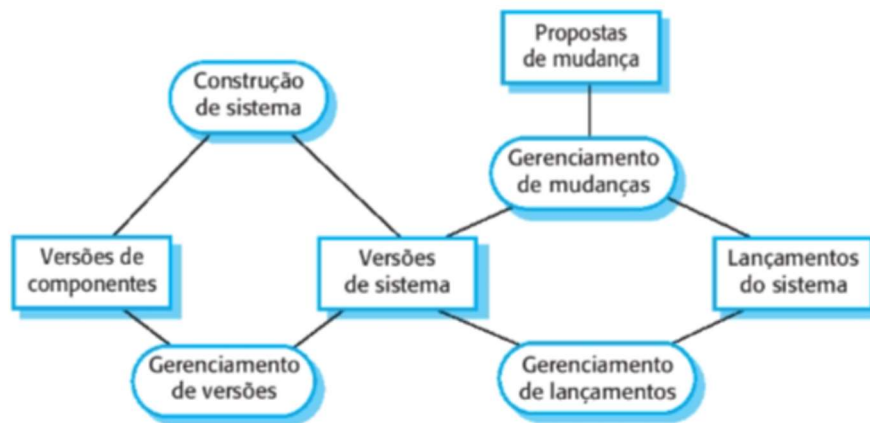 Propostas
de mudança
Construção
de sistema
Gerenciamento
de mudanças
Versões de
componentes
Versões
de sistema
Lançamentos
do sistema
Gerenciamento
de versões
Gerenciamento
de lançamentos